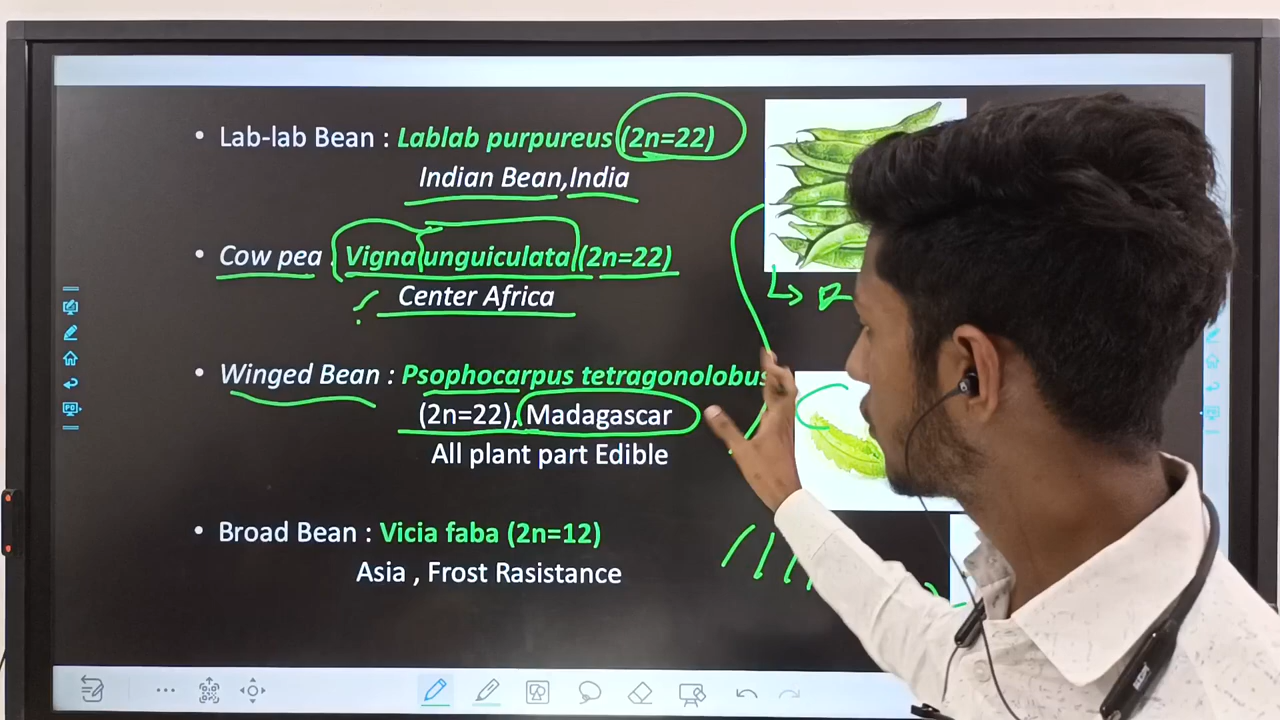 • Lab-lab Bean : Lablab purpureus (2n=22)
Indian Bean,India
• Cow pea : Vigna unguiculata (2n=22)
Center Africa
• Winged Bean : Psophocarpus tetragonolobus
(2n=22), Madagascar
All plant part Edible
• Broad Bean : Vicia faba (2n=12)
Asia , Frost Rasistance